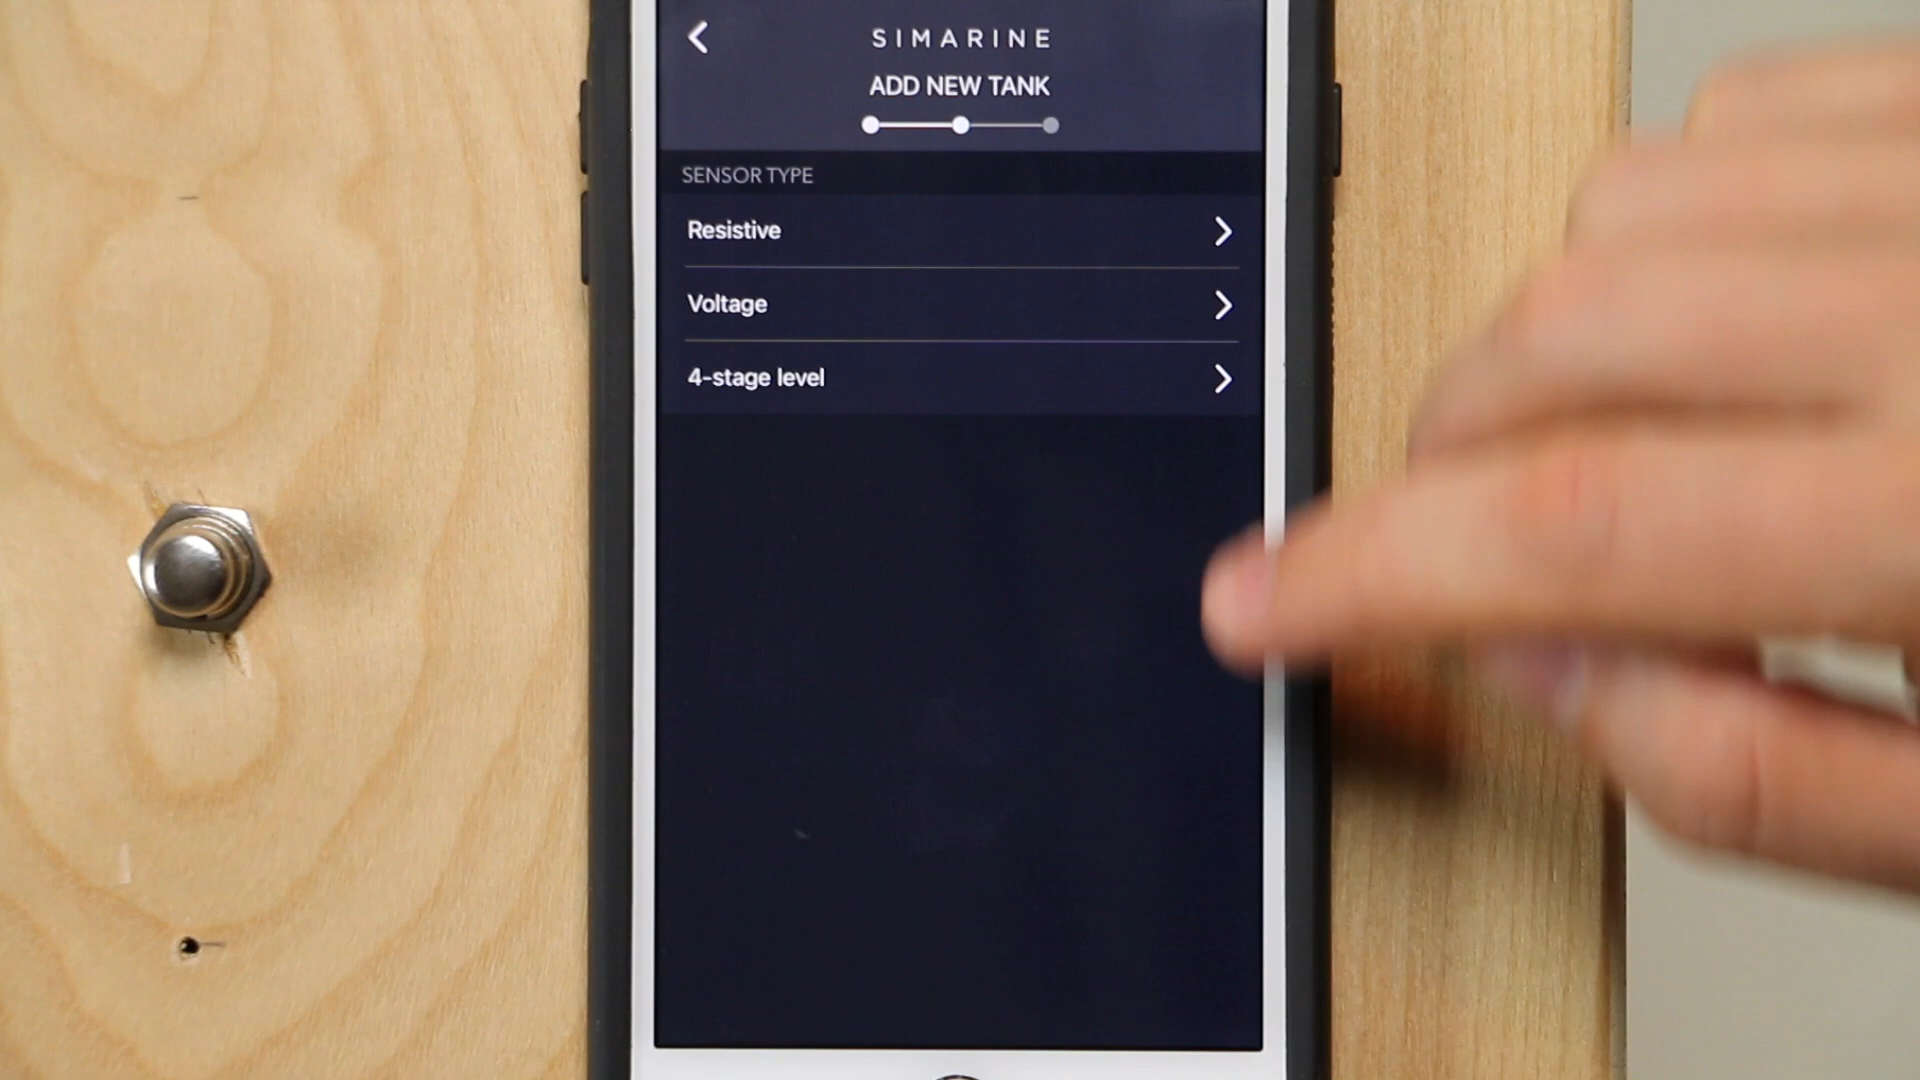 SIMARINE
ADD NEW TANK
SENSOR TYPE
Resistive
Voltage
4-stage level